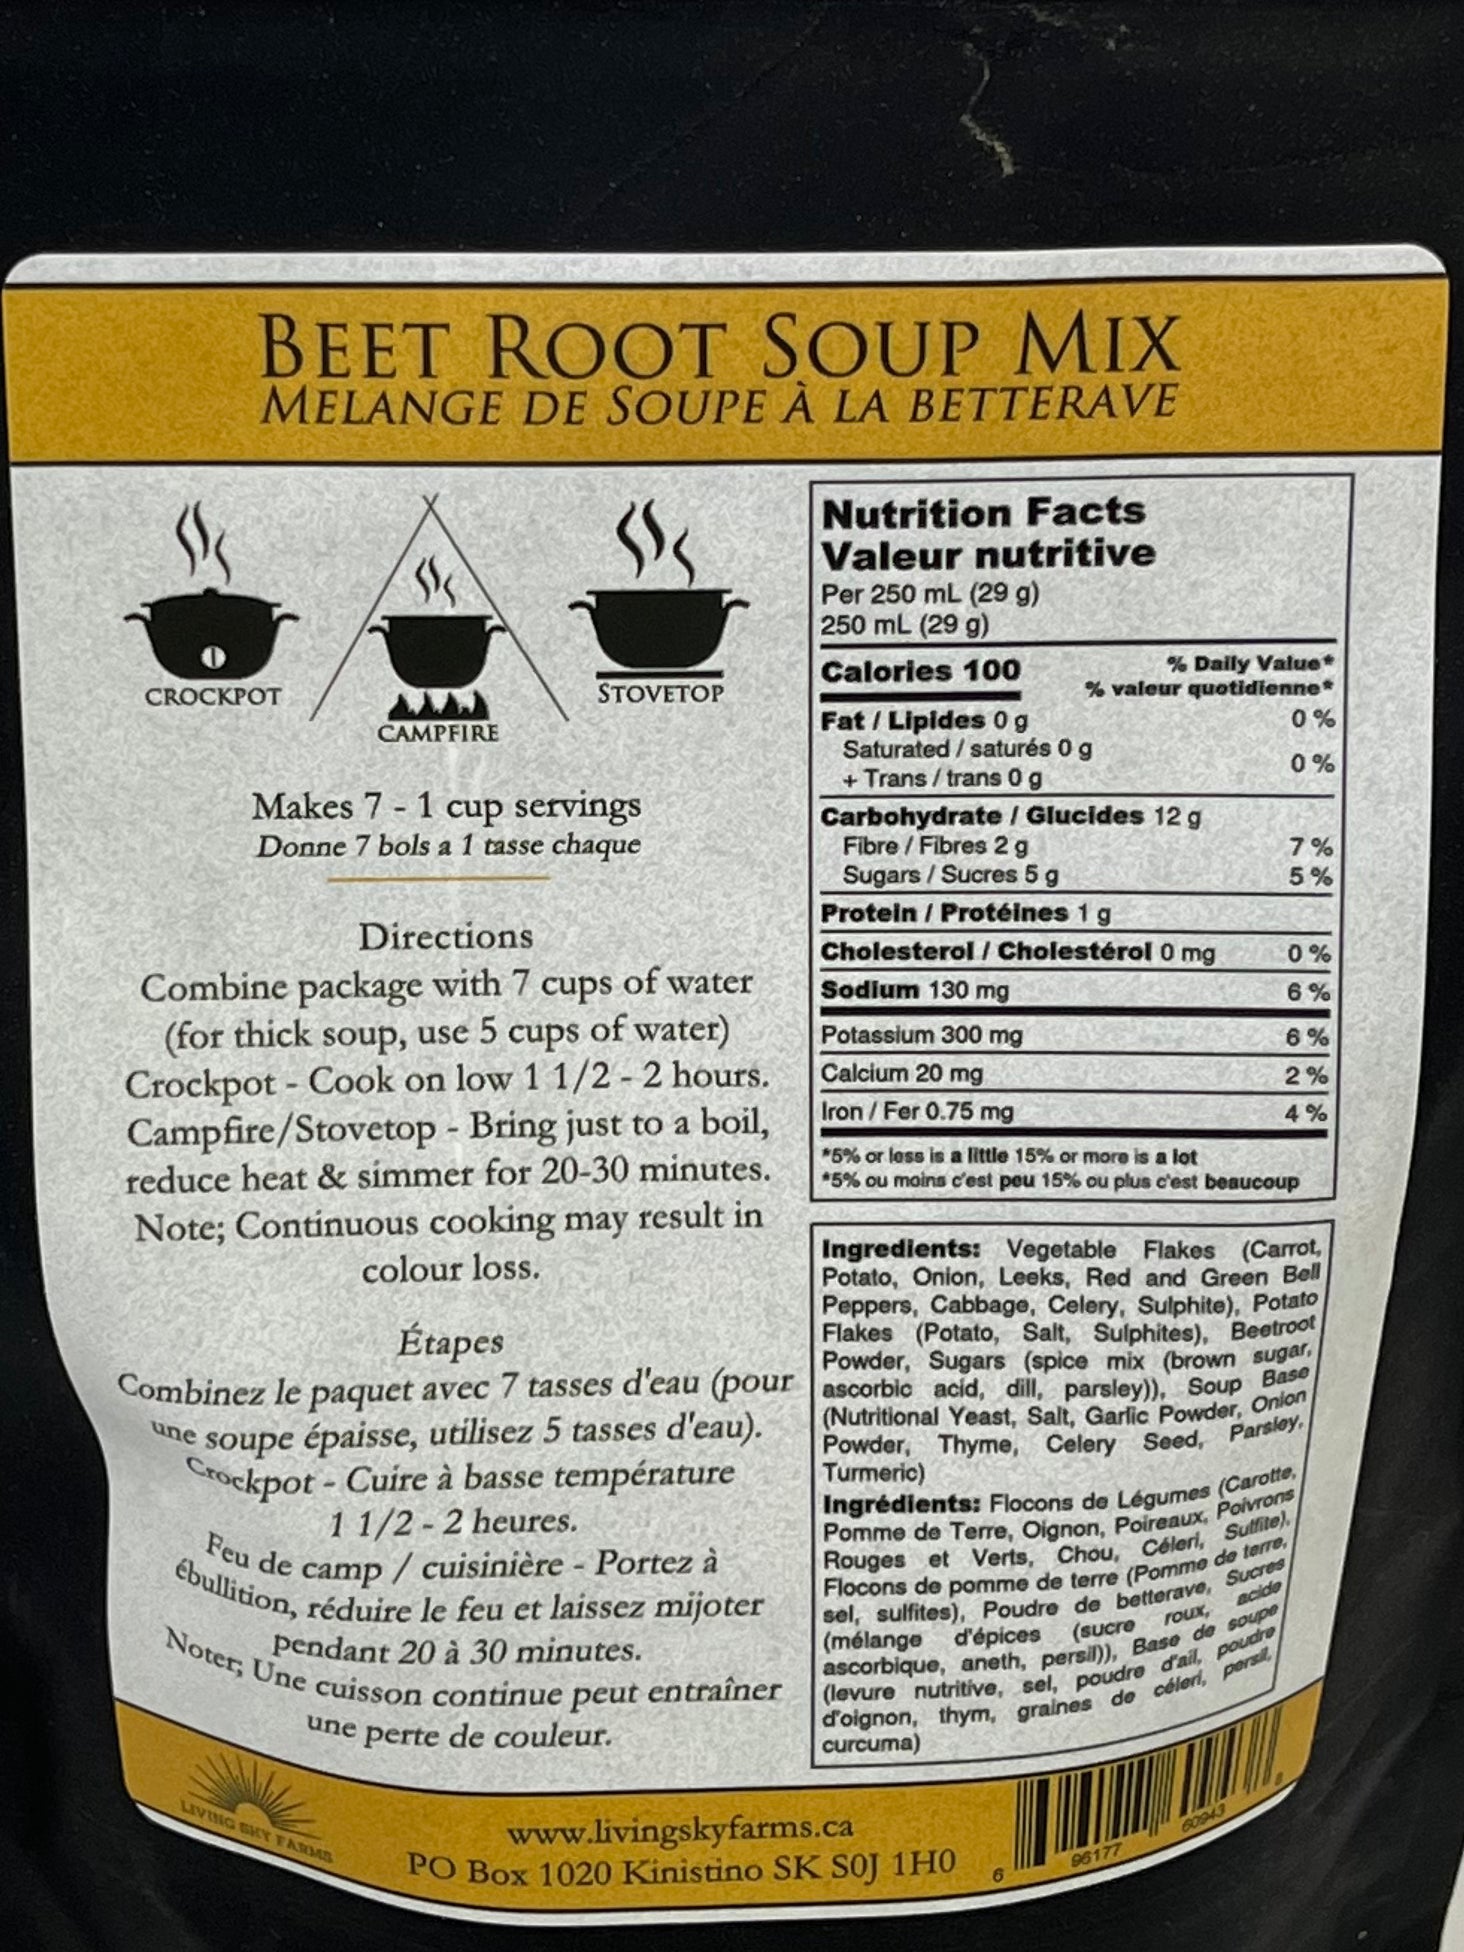 BEET ROOT SOUP MIX
MELANGE DE SOUPE À LA BETTERAVE
CROCKPOT
CAMPFIRE
STOVETOP
Makes 7 - 1 cup servings
Donne 7 bols a 1 tasse chaque
Directions
Combine package with 7 cups of water
(for thick soup, use 5 cups of water)
Crockpot - Cook on low 1 1/2 - 2 hours.
Campfire/Stovetop - Bring just to a boil,
reduce heat & simmer for 20-30 minutes.
Note; Continuous cooking may result in
colour loss.
Étapes
Combinez le paquet avec 7 tasses d'eau (pour
une soupe épaisse, utilisez 5 tasses d'eau).
Crockpot - Cuire à basse température
1 1/2 - 2 heures.
Feu de camp / cuisinière - Portez à
ébullition, réduire le feu et laissez mijoter
pendant 20 à 30 minutes.
Noter; Une cuisson continue peut entraîner
une perte de couleur.
Nutrition Facts
Valeur nutritive
Per 250 mL (29 g)
250 mL (29 g)
Calories 100
% Daily Value*
% valeur quotidienne*
Fat / Lipides 0 g 0 %
Saturated / saturés 0 g
+ Trans / trans 0 g 0 %
Carbohydrate / Glucides 12 g
Fibre / Fibres 2 g 7 %
Sugars / Sucres 5 g 5 %
Protein / Protéines 1 g
Cholesterol / Cholestérol 0 mg 0 %
Sodium 130 mg 6 %
Potassium 300 mg 6 %
Calcium 20 mg 2 %
Iron / Fer 0.75 mg 4 %
*5% or less is a little 15% or more is a lot
*5% ou moins c'est peu 15% ou plus c'est beaucoup
Ingredients: Vegetable Flakes (Carrot,
Potato, Onion, Leeks, Red and Green Bell
Peppers, Cabbage, Celery, Sulphite), Potato
Flakes (Potato, Salt, Sulphites), Beetroot
Powder, Sugars (spice mix (brown sugar,
ascorbic acid, dill, parsley)), Soup Base
(Nutritional Yeast, Salt, Garlic Powder, Onion
Powder, Thyme, Celery Seed, Parsley,
Turmeric)
Ingrédients: Flocons de Légumes (Carotte,
Pomme de Terre, Oignon, Poireaux, Poivrons
Rouges et Verts, Chou, Céleri, Sulfite),
Flocons de pomme de terre (Pomme de terre,
sel, sulfites), Poudre de betterave, Sucres
(mélange d'épices (sucre roux, acide
ascorbique, aneth, persil)), Base de soupe
(levure nutritive, sel, poudre d'ail, poudre
d'oignon, thym, graines de céleri, persil,
curcuma)
LIVING SKY FARMS
www.livingskyfarms.ca
PO Box 1020 Kinistino SK S0J 1H0
6 96177 60943 8